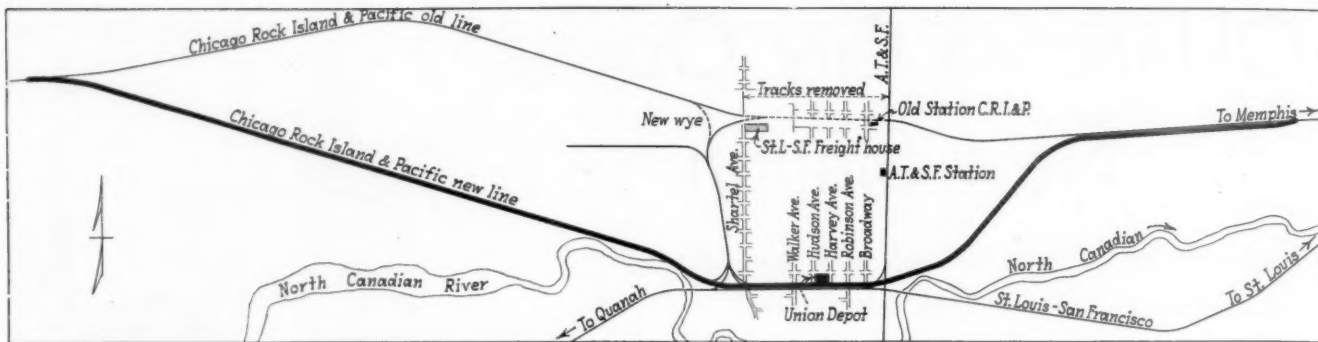 Chicago Rock Island & Pacific old line
A.T.&S.F.
Tracks removed
Old Station C.R.I.&P.
To Memphis
New wye
St.L-S.F. Freight house
Chicago Rock Island & Pacific new line
A.T.&S.F. Station
Shartel Ave.
Walker Ave.
Hudson Ave.
Harvey Ave.
Robinson Ave.
Broadway
North Canadian River
North Canadian
To Quanah
Union Depot
St. Louis-San Francisco
To St. Louis